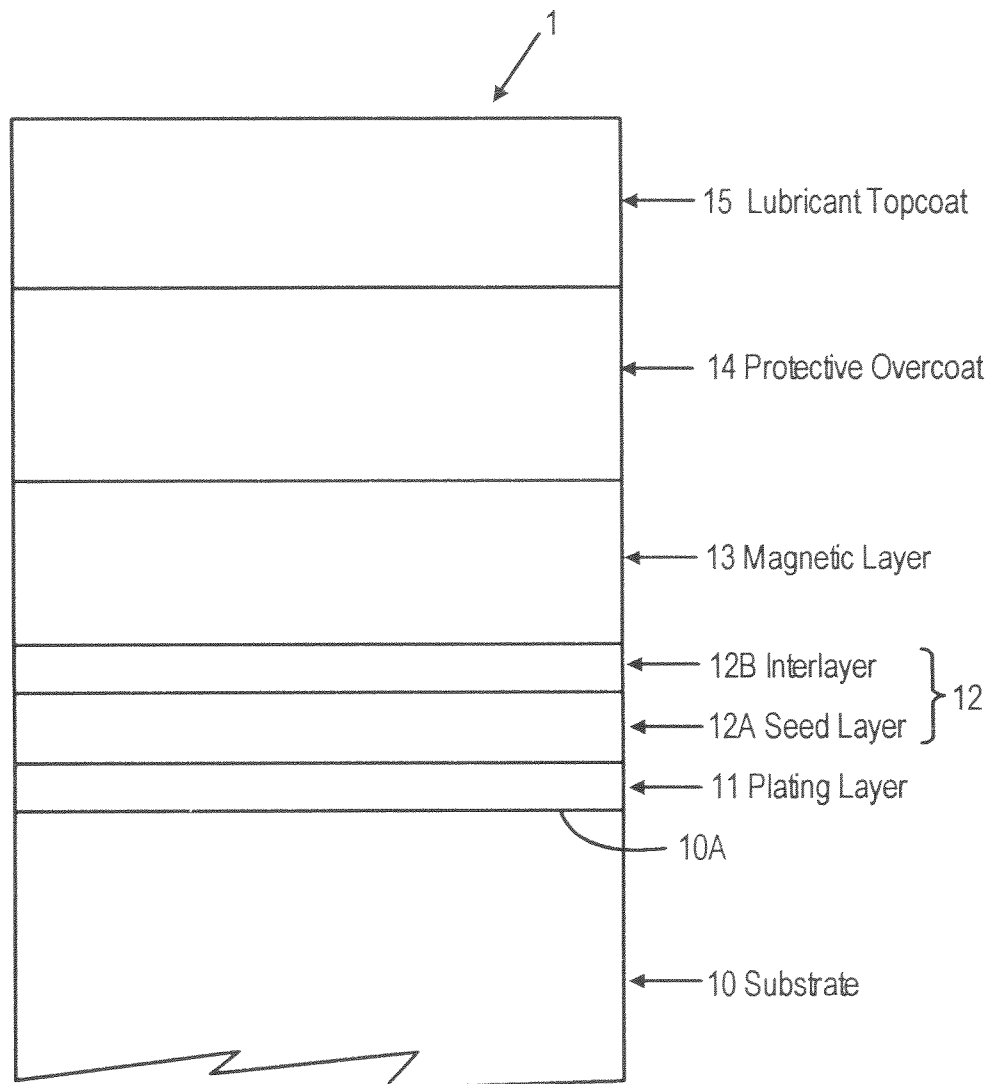 1
15 Lubricant Topcoat
14 Protective Overcoat
13 Magnetic Layer
12B Interlayer
12
12A Seed Layer
11 Plating Layer
10A
10 Substrate